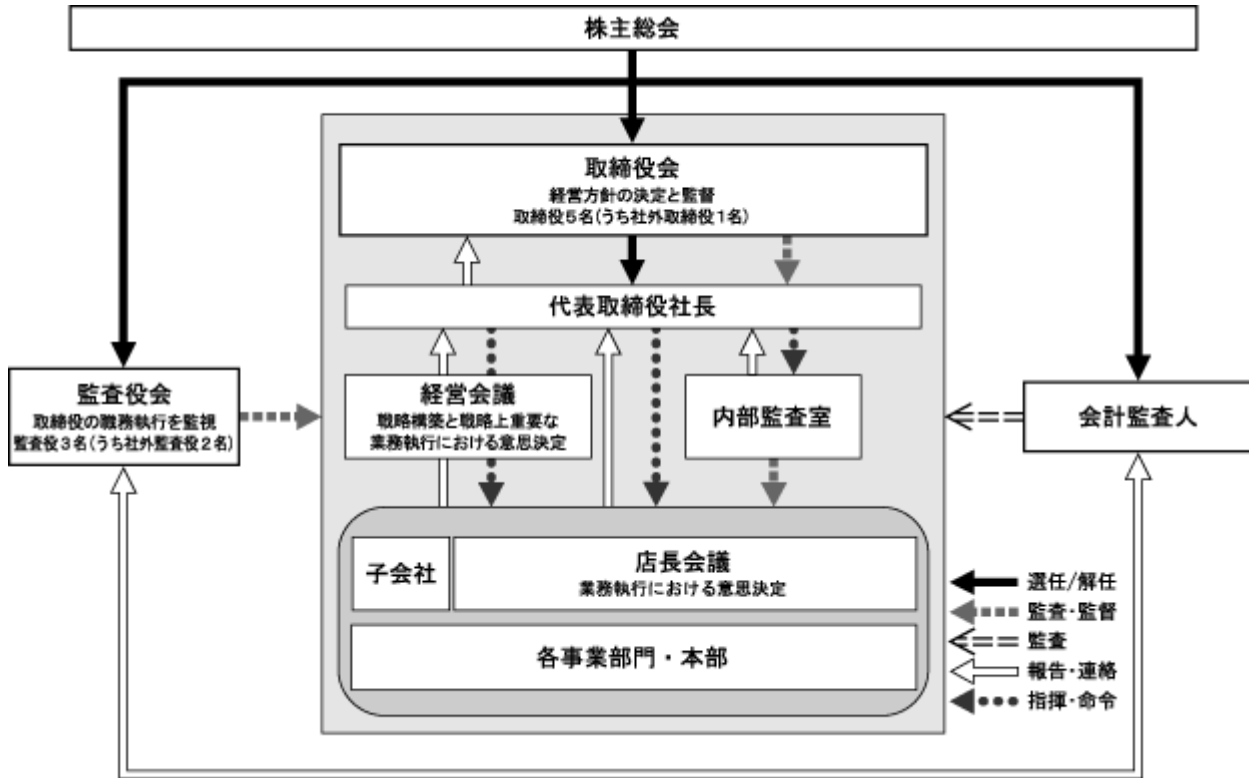 株主総会
取締役会
経営方針の決定と監督
取締役5名(うち社外取締役1名)
代表取締役社長
監査役会
取締役の職務執行を監視
監査役3名(うち社外監査役2名)
経営会議
戦略構築と戦略上重要な
業務執行における意思決定
内部監査室
会計監査人
子会社
店長会議
業務執行における意思決定
各事業部門・本部
選任/解任
監査・監督
監査
報告・連絡
指揮・命令